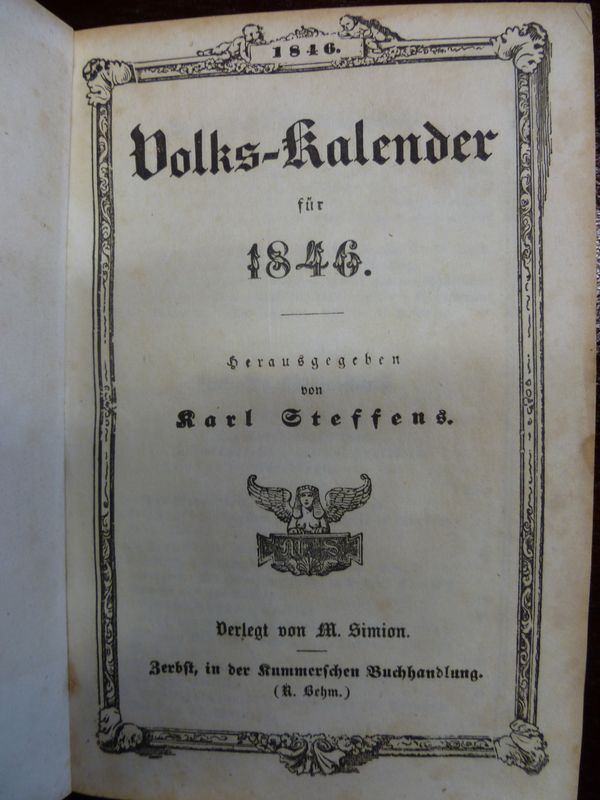 1846.
Volks-Kalender
für
1846.
Herausgegeben
von
Karl Steffens.
M S
Verlegt von M. Simion.
Zerbst, in der Kummerschen Buchhandlung.
(R. Behm.)